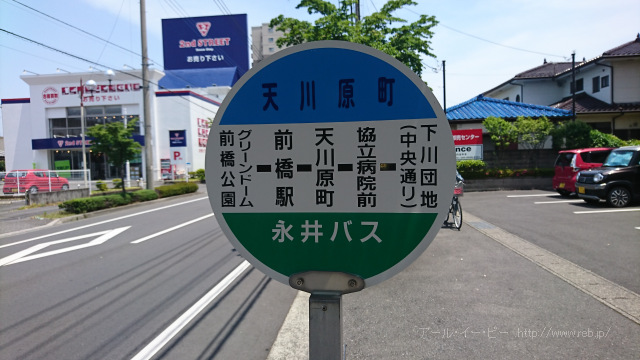 天川原町
下川団地
(中央通り)
協立病院前
天川原町
前橋駅
グリーンドーム
前橋公園
永井バス
2nd STREET
お売り下さい
P
アール・イー・ビー http://www.reb.jp/